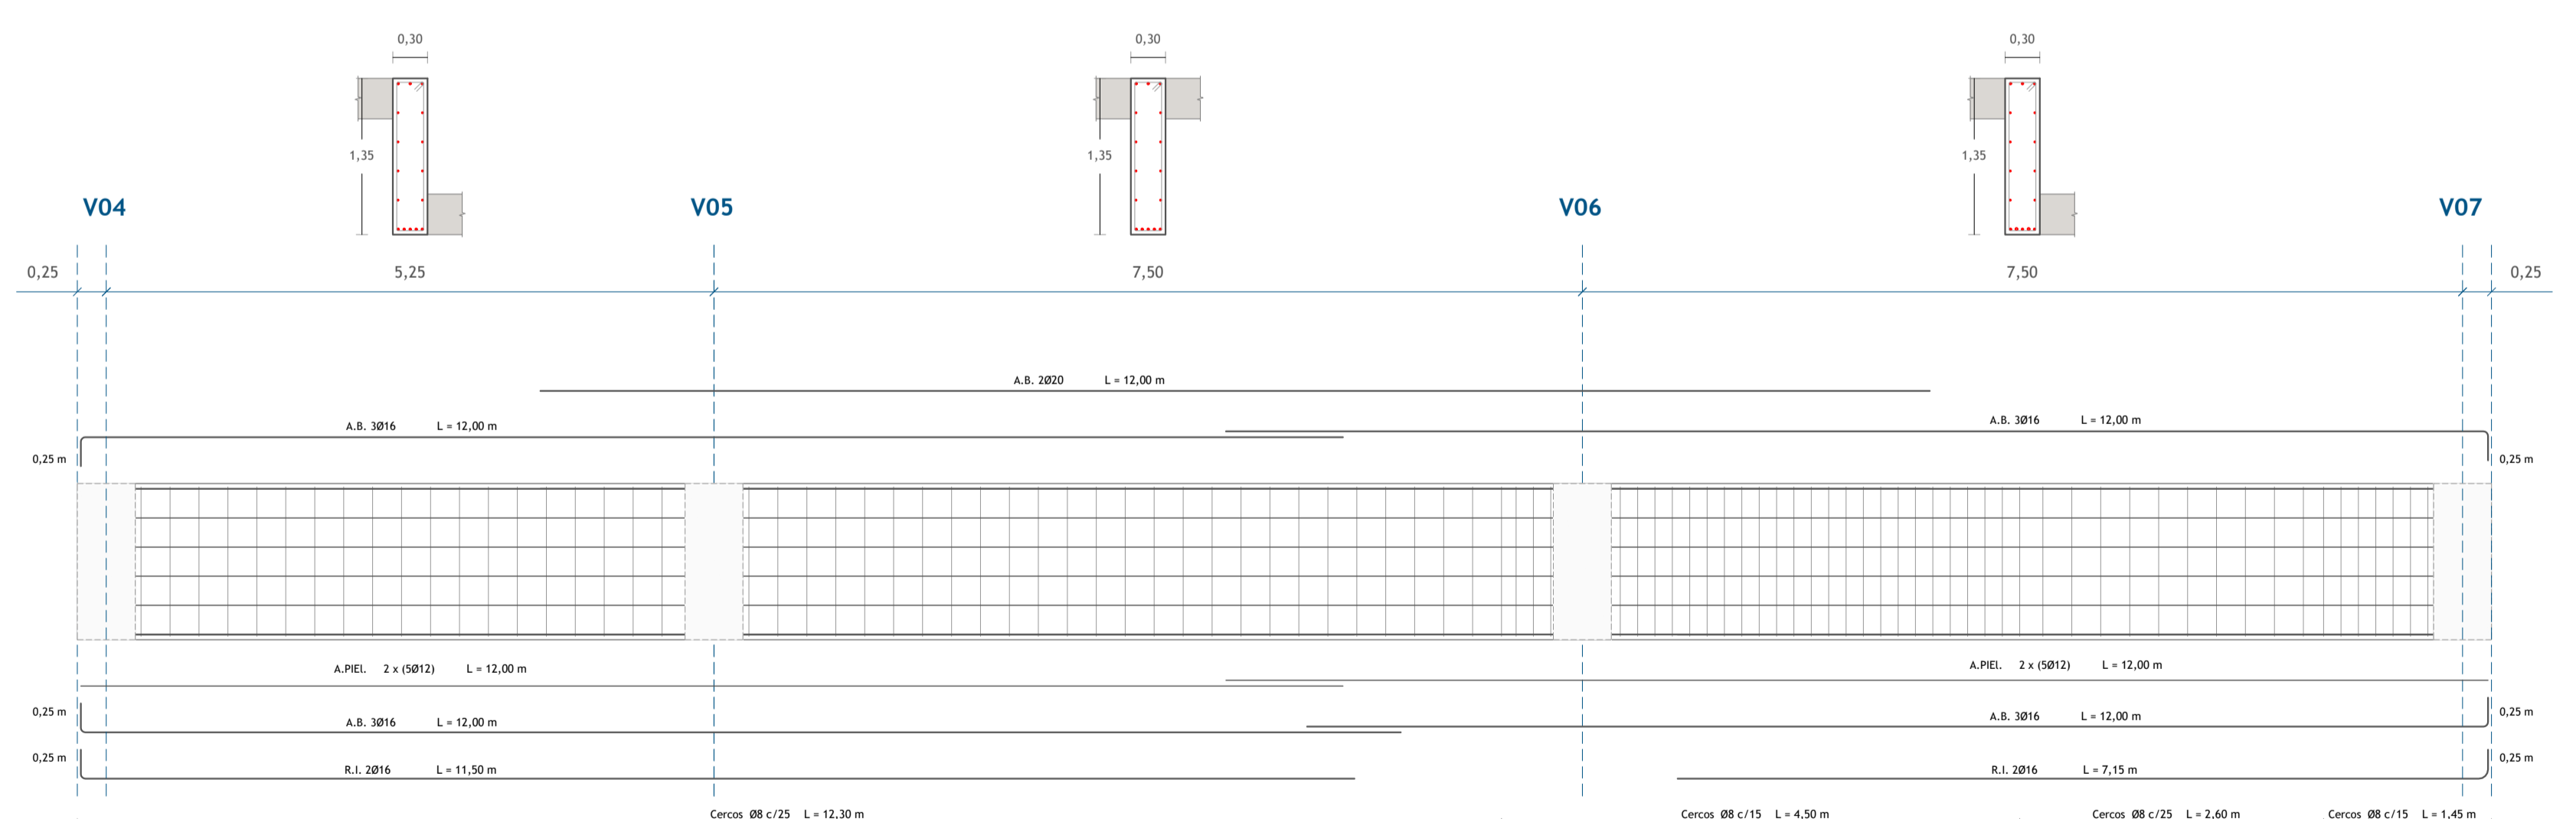 0,30 0,30 0,30
1,35 1,35 1,35
V04 V05 V06 V07
0,25 5,25 7,50 7,50 0,25
A.B. 2Ø20 L = 12,00 m
A.B. 3Ø16 L = 12,00 m A.B. 3Ø16 L = 12,00 m
0,25 m 0,25 m
A.PIEl. 2 x (5Ø12) L = 12,00 m A.PIEl. 2 x (5Ø12) L = 12,00 m
0,25 m A.B. 3Ø16 L = 12,00 m A.B. 3Ø16 L = 12,00 m 0,25 m
0,25 m R.I. 2Ø16 L = 11,50 m R.I. 2Ø16 L = 7,15 m 0,25 m
Cercos Ø8 c/25 L = 12,30 m Cercos Ø8 c/15 L = 4,50 m Cercos Ø8 c/25 L = 2,60 m Cercos Ø8 c/15 L = 1,45 m